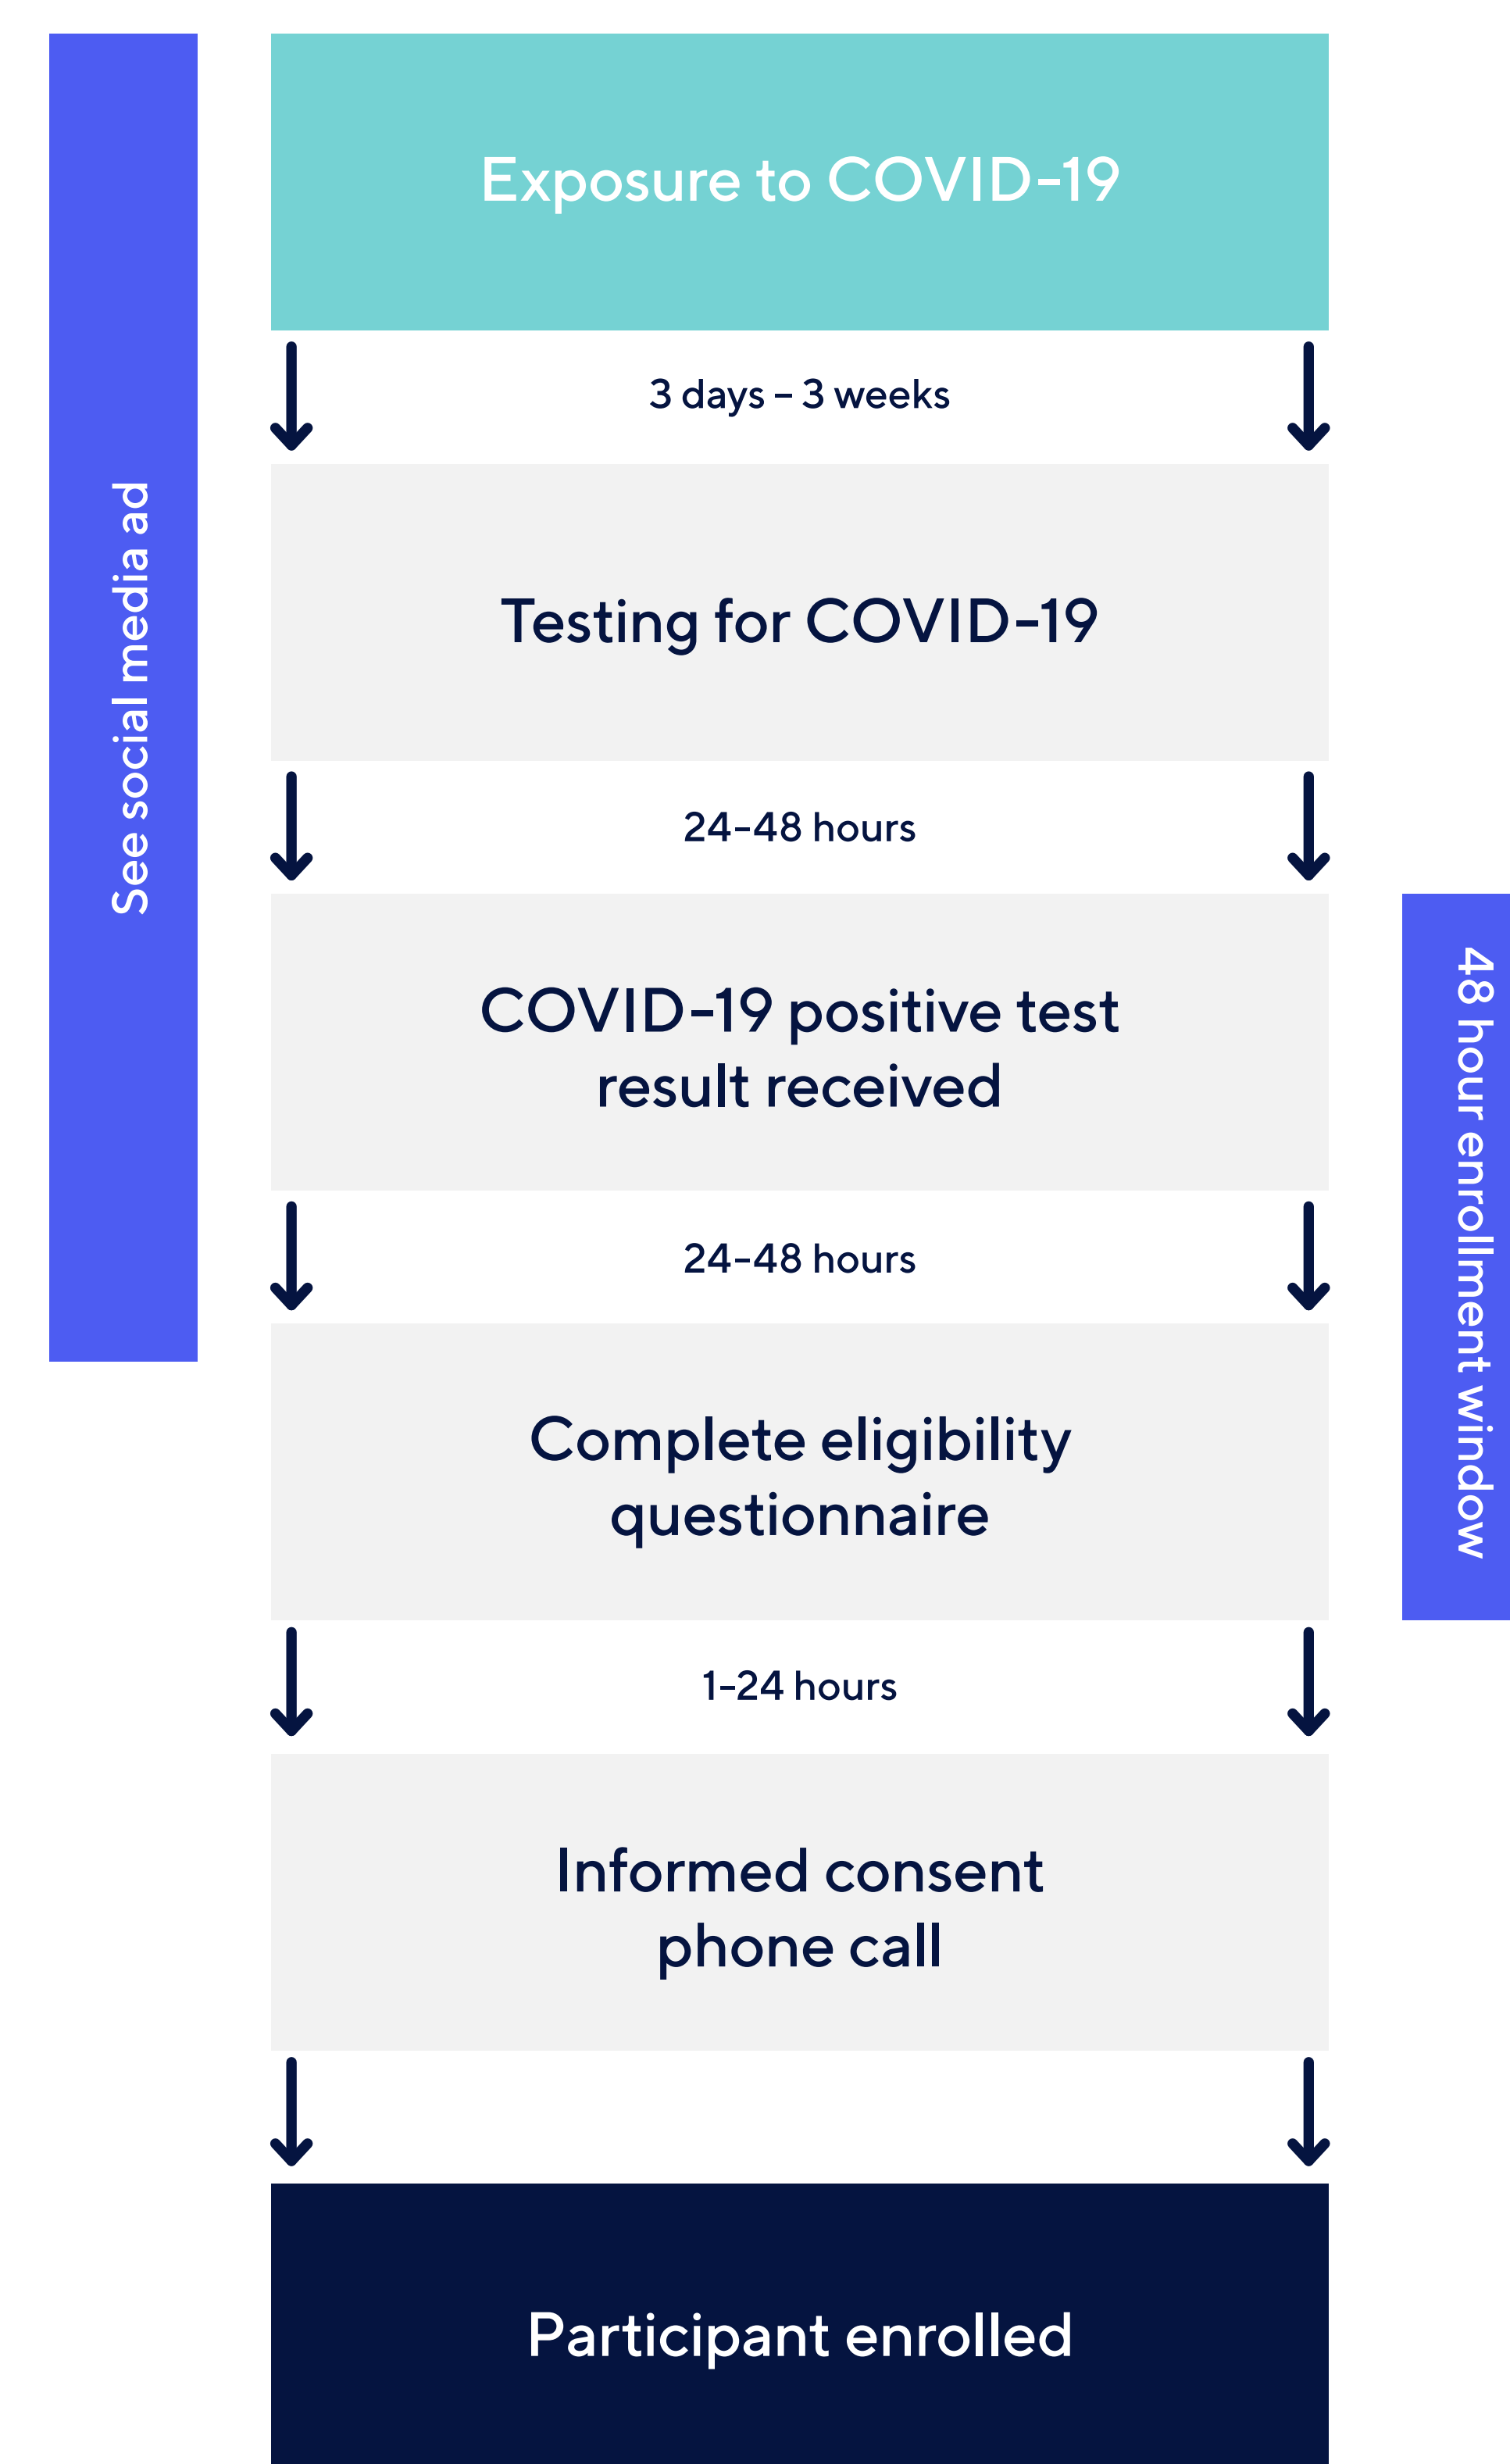 See social media ad
Exposure to COVID-19
3 days – 3 weeks
Testing for COVID-19
24–48 hours
COVID-19 positive test
result received
24–48 hours
Complete eligibility
questionnaire
48 hour enrollment window
1–24 hours
Informed consent
phone call
Participant enrolled